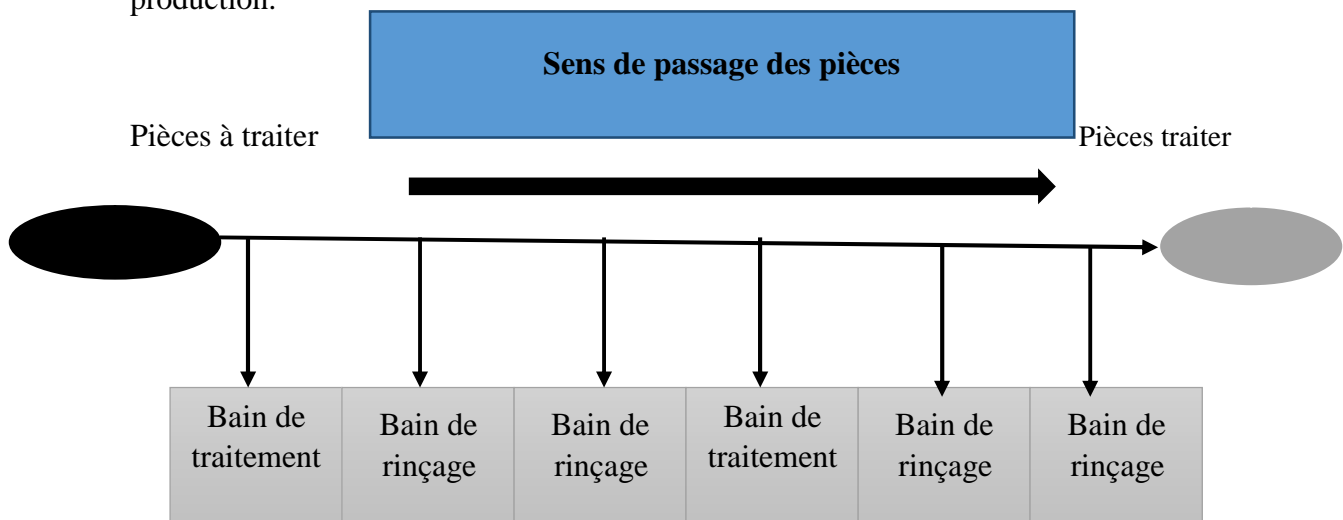 production.
Sens de passage des pièces
Pièces à traiter
Pièces traiter
Bain de
traitement
Bain de
rinçage
Bain de
rinçage
Bain de
traitement
Bain de
rinçage
Bain de
rinçage